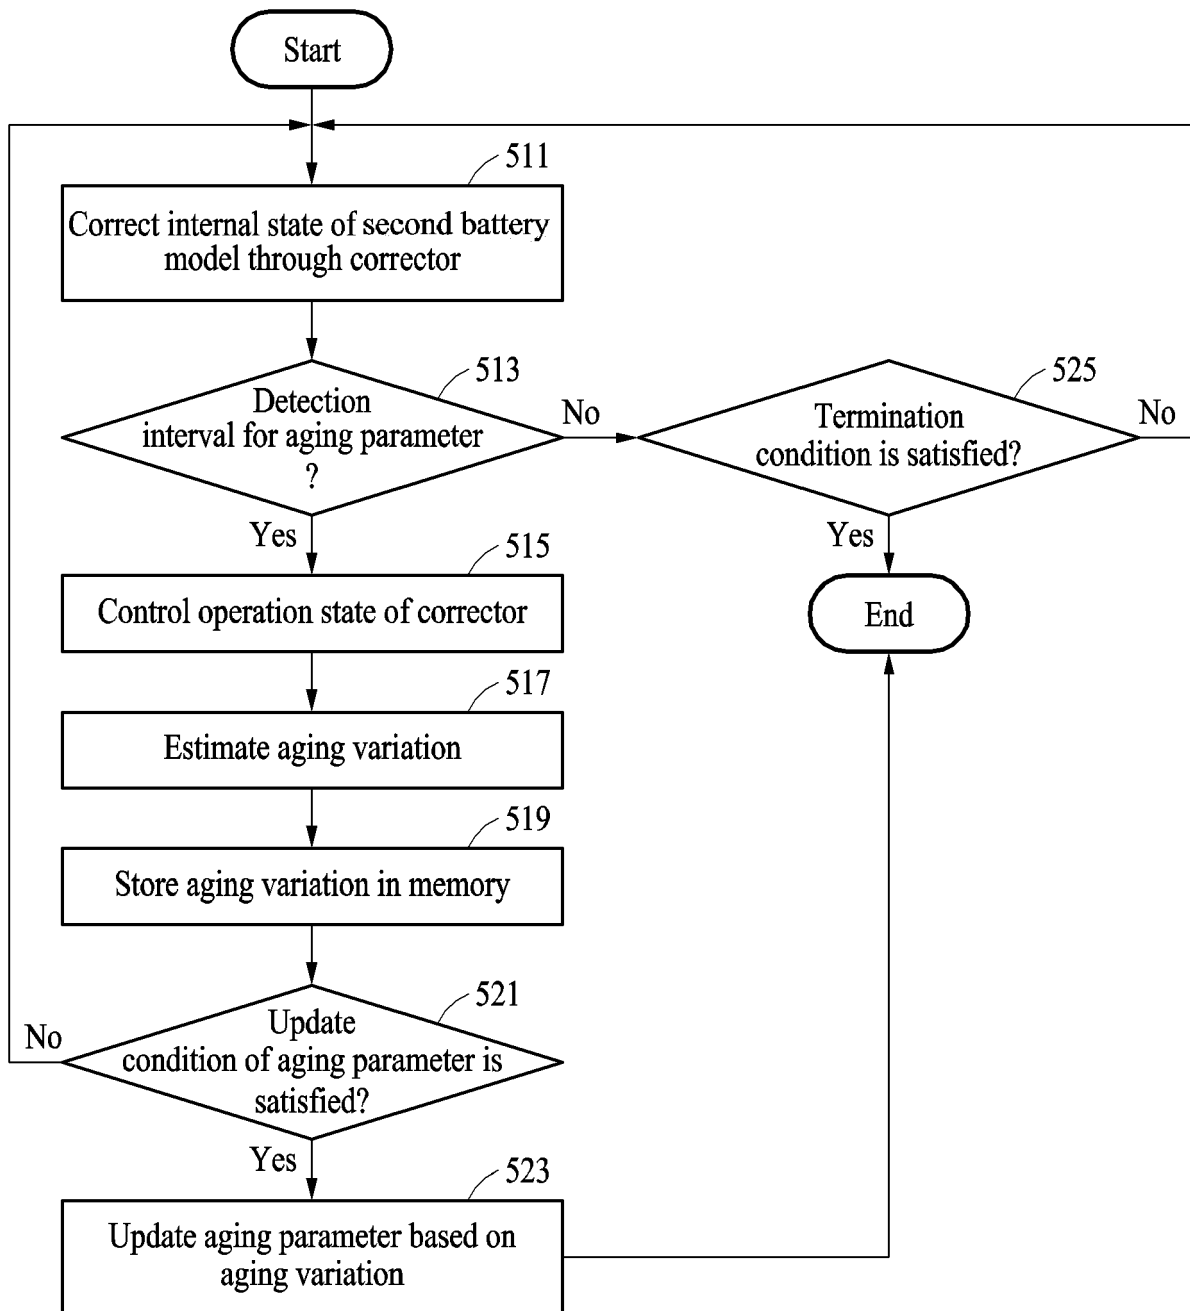 Start
511
Correct internal state of second battery
model through corrector
513
Detection
interval for aging parameter
?
No
525
Termination
condition is satisfied?
No
Yes
Yes
515
Control operation state of corrector
End
517
Estimate aging variation
519
Store aging variation in memory
521
Update
condition of aging parameter is
satisfied?
No
Yes
523
Update aging parameter based on
aging variation